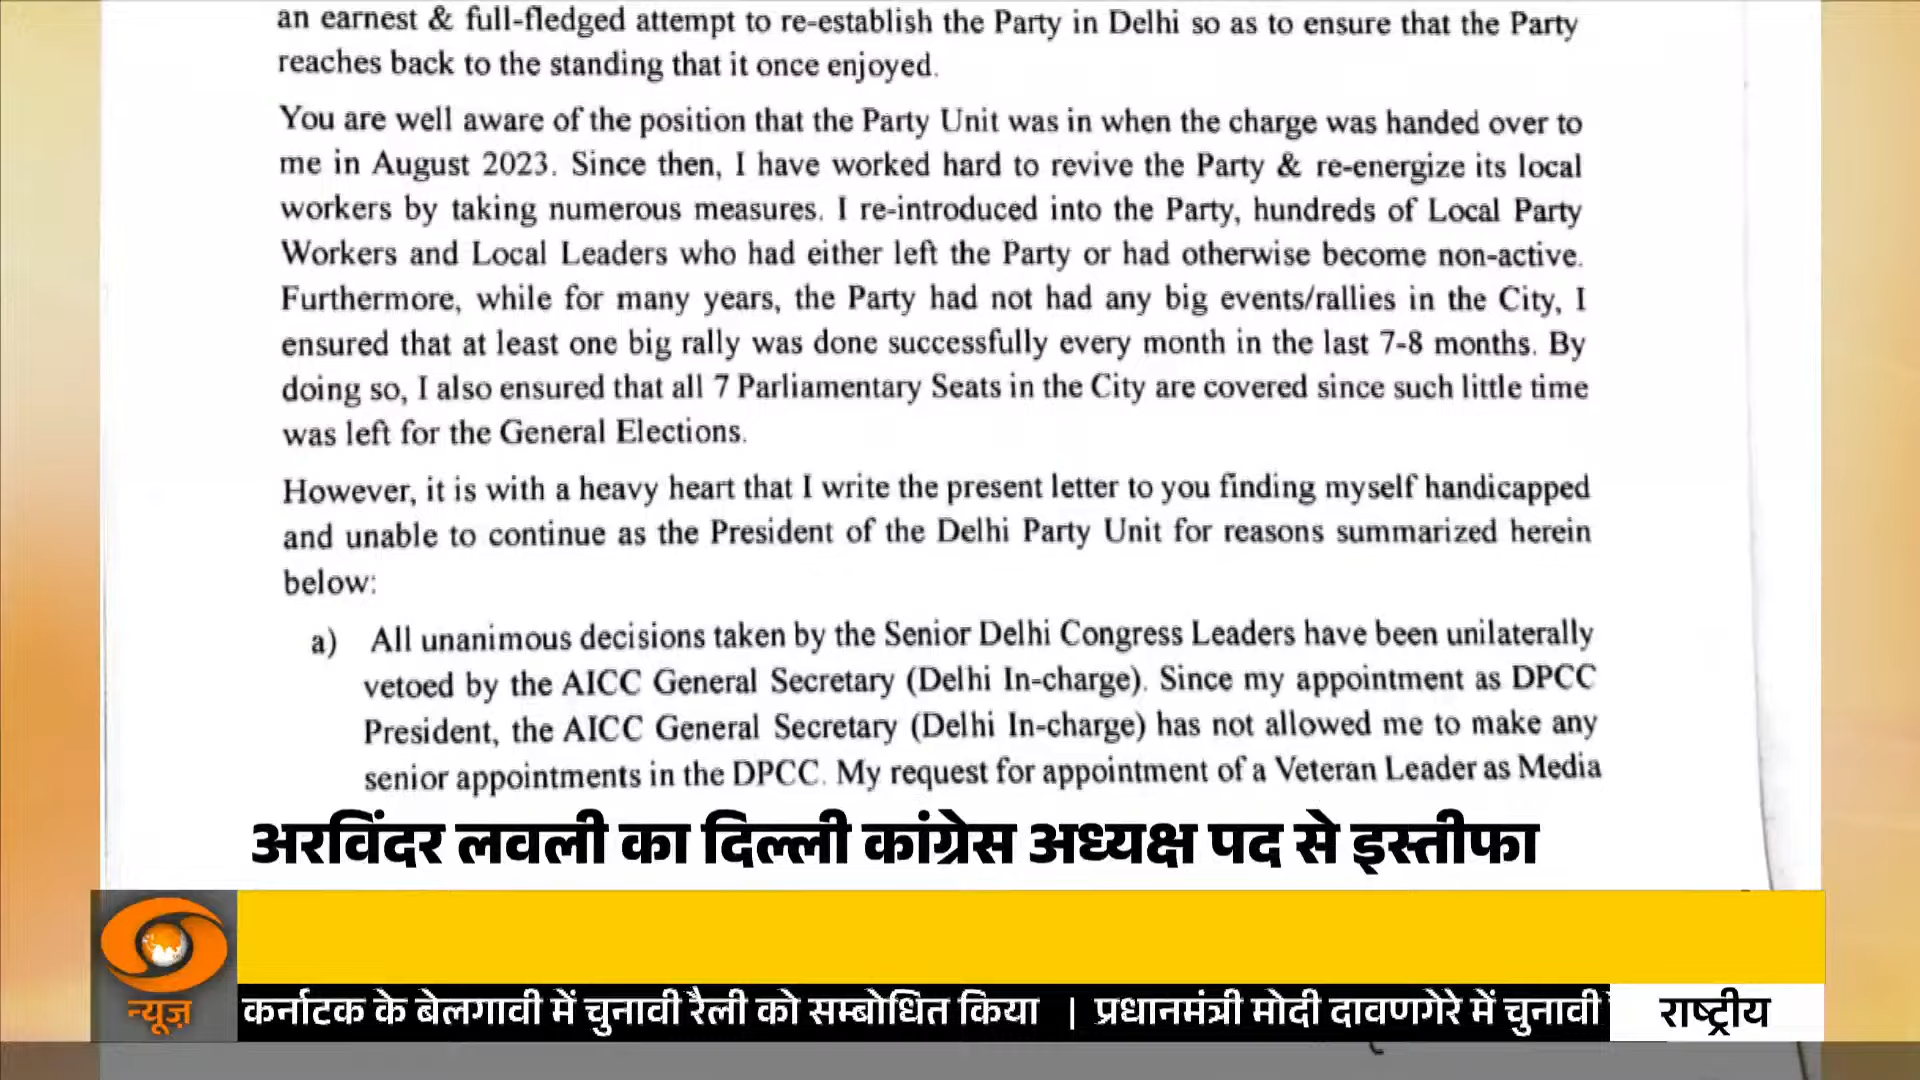 an earnest & full-fledged attempt to re-establish the Party in Delhi so as to ensure that the Party
reaches back to the standing that it once enjoyed.
You are well aware of the position that the Party Unit was in when the charge was handed over to
me in August 2023. Since then, I have worked hard to revive the Party & re-energize its local
workers by taking numerous measures. I re-introduced into the Party, hundreds of Local Party
Workers and Local Leaders who had either left the Party or had otherwise become non-active.
Furthermore, while for many years, the Party had not had any big events/rallies in the City, I
ensured that at least one big rally was done successfully every month in the last 7-8 months. By
doing so, I also ensured that all 7 Parliamentary Seats in the City are covered since such little time
was left for the General Elections.
However, it is with a heavy heart that I write the present letter to you finding myself handicapped
and unable to continue as the President of the Delhi Party Unit for reasons summarized herein
below:
a) All unanimous decisions taken by the Senior Delhi Congress Leaders have been unilaterally
vetoed by the AICC General Secretary (Delhi In-charge). Since my appointment as DPCC
President, the AICC General Secretary (Delhi In-charge) has not allowed me to make any
senior appointments in the DPCC. My request for appointment of a Veteran Leader as Media
अरविंदर लवली का दिल्ली कांग्रेस अध्यक्ष पद से इस्तीफा
न्यूज़
कर्नाटक के बेलगावी में चुनावी रैली को सम्बोधित किया | प्रधानमंत्री मोदी दावणगेरे में चुनावी
राष्ट्रीय